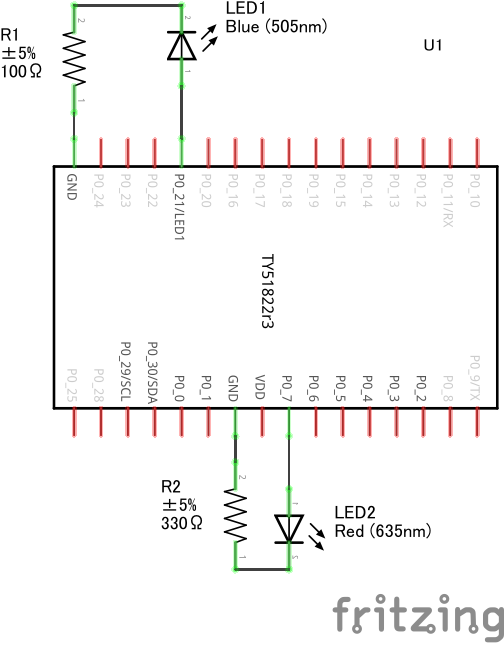 LED1
Blue (505nm)
2
2
R1
±5%
100Ω
U1
1
1
GND
P0_24
P0_23
P0_22
P0_21/LED1
P0_20
P0_16
P0_17
P0_18
P0_19
P0_15
P0_14
P0_13
P0_12
P0_11/RX
P0_10
TY51822r3
P0_25
P0_28
P0_29/SCL
P0_30/SDA
P0_0
P0_1
GND
VDD
P0_7
P0_6
P0_5
P0_4
P0_3
P0_2
P0_8
P0_9/TX
R2
±5%
330Ω
2
1
LED2
Red (635nm)
1
2
fritzing